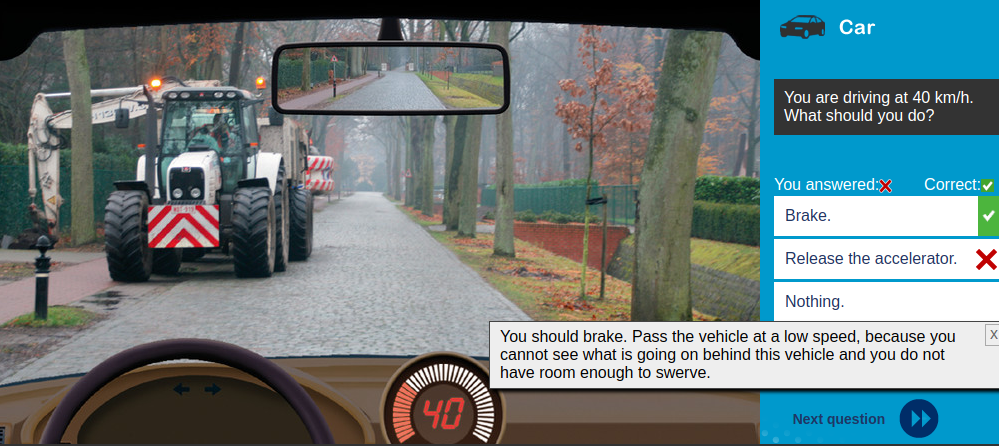 Car
You are driving at 40 km/h.
What should you do?
You answered:
Correct:
Brake.
Release the accelerator.
Nothing.
You should brake. Pass the vehicle at a low speed, because you
cannot see what is going on behind this vehicle and you do not
have room enough to swerve.
X
40
Next question